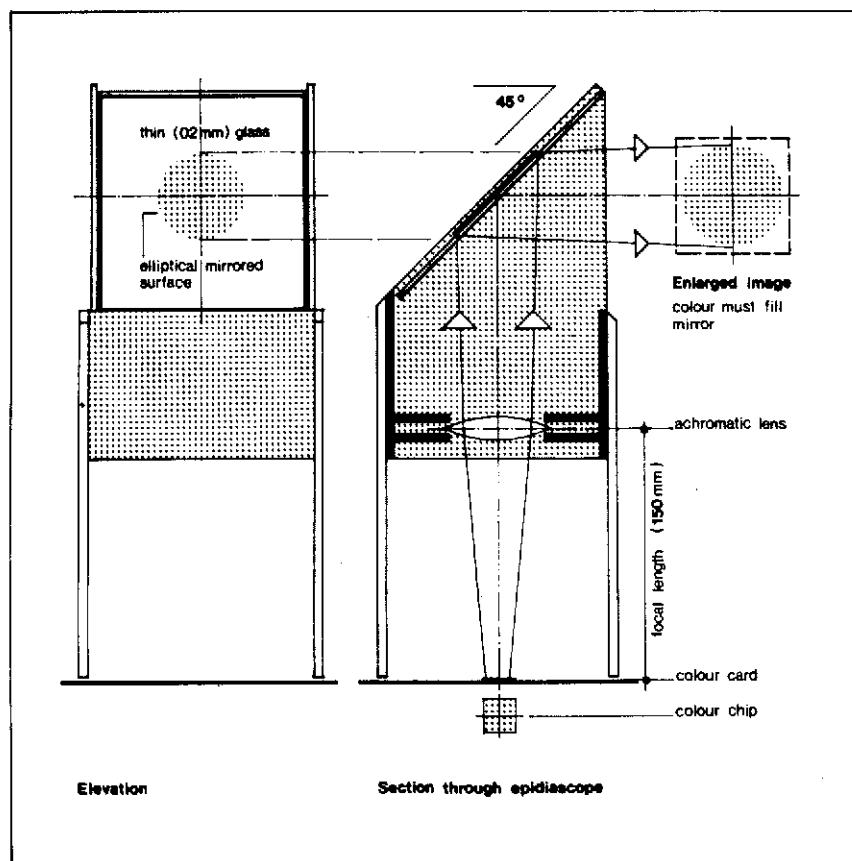 45°
thin (02mm) glass
elliptical mirrored
surface
Enlarged image
colour must fill
mirror
achromatic lens
focal length (150mm)
colour card
colour chip
Elevation
Section through epidiascope